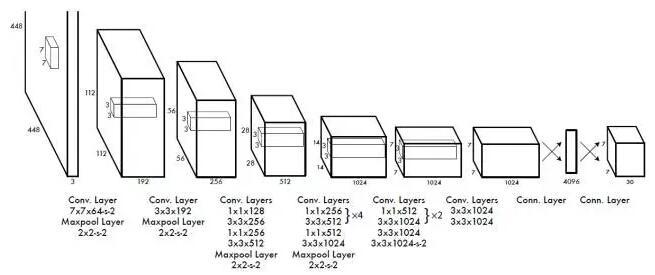 448
7
7
448
3
112
3
3
112
192
56
3
3
56
256
28
3
3
28
512
14
3
3
14
1024
7
3
3
7
1024
7
7
1024
4096
7
7
30
Conv. Layer
7x7x64-s-2
Maxpool Layer
2x2-s-2
Conv. Layer
3x3x192
Maxpool Layer
2x2-s-2
Conv. Layers
1x1x128
3x3x256
1x1x256
3x3x512
Maxpool Layer
2x2-s-2
Conv. Layers
1x1x256
3x3x512 }×4
1x1x512
3x3x1024
Maxpool Layer
2x2-s-2
Conv. Layers
1x1x512
3x3x1024 }×2
3x3x1024
3x3x1024-s-2
Conv. Layers
3x3x1024
3x3x1024
Conn. Layer
Conn. Layer